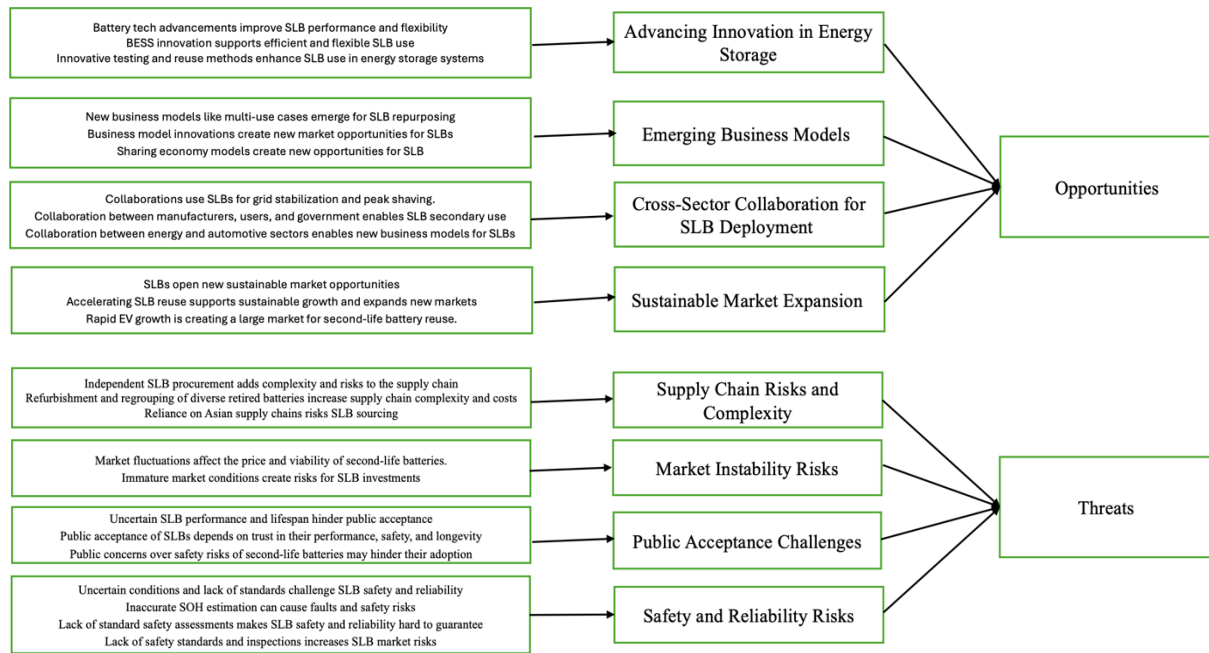 Battery tech advancements improve SLB performance and flexibility
BESS innovation supports efficient and flexible SLB use
Innovative testing and reuse methods enhance SLB use in energy storage systems
Advancing Innovation in Energy
Storage
New business models like multi-use cases emerge for SLB repurposing
Business model innovations create new market opportunities for SLBs
Sharing economy models create new opportunities for SLB
Emerging Business Models
Collaborations use SLBs for grid stabilization and peak shaving.
Collaboration between manufacturers, users, and government enables SLB secondary use
Collaboration between energy and automotive sectors enables new business models for SLBs
Cross-Sector Collaboration for
SLB Deployment
SLBs open new sustainable market opportunities
Accelerating SLB reuse supports sustainable growth and expands new markets
Rapid EV growth is creating a large market for second-life battery reuse.
Sustainable Market Expansion
Opportunities
Independent SLB procurement adds complexity and risks to the supply chain
Refurbishment and regrouping of diverse retired batteries increase supply chain complexity and costs
Reliance on Asian supply chains risks SLB sourcing
Supply Chain Risks and
Complexity
Market fluctuations affect the price and viability of second-life batteries.
Immature market conditions create risks for SLB investments
Market Instability Risks
Uncertain SLB performance and lifespan hinder public acceptance
Public acceptance of SLBs depends on trust in their performance, safety, and longevity
Public concerns over safety risks of second-life batteries may hinder their adoption
Public Acceptance Challenges
Uncertain conditions and lack of standards challenge SLB safety and reliability
Inaccurate SOH estimation can cause faults and safety risks
Lack of standard safety assessments makes SLB safety and reliability hard to guarantee
Lack of safety standards and inspections increases SLB market risks
Safety and Reliability Risks
Threats